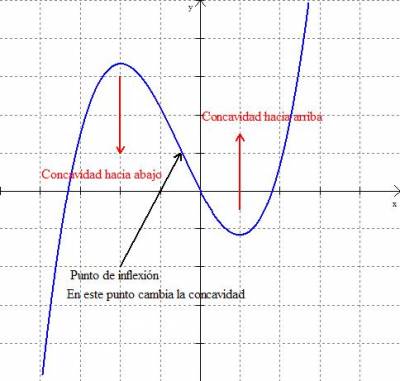 y
Concavidad hacia arriba
Concavidad hacia abajo
x
Punto de inflexión
En este punto cambia la concavidad